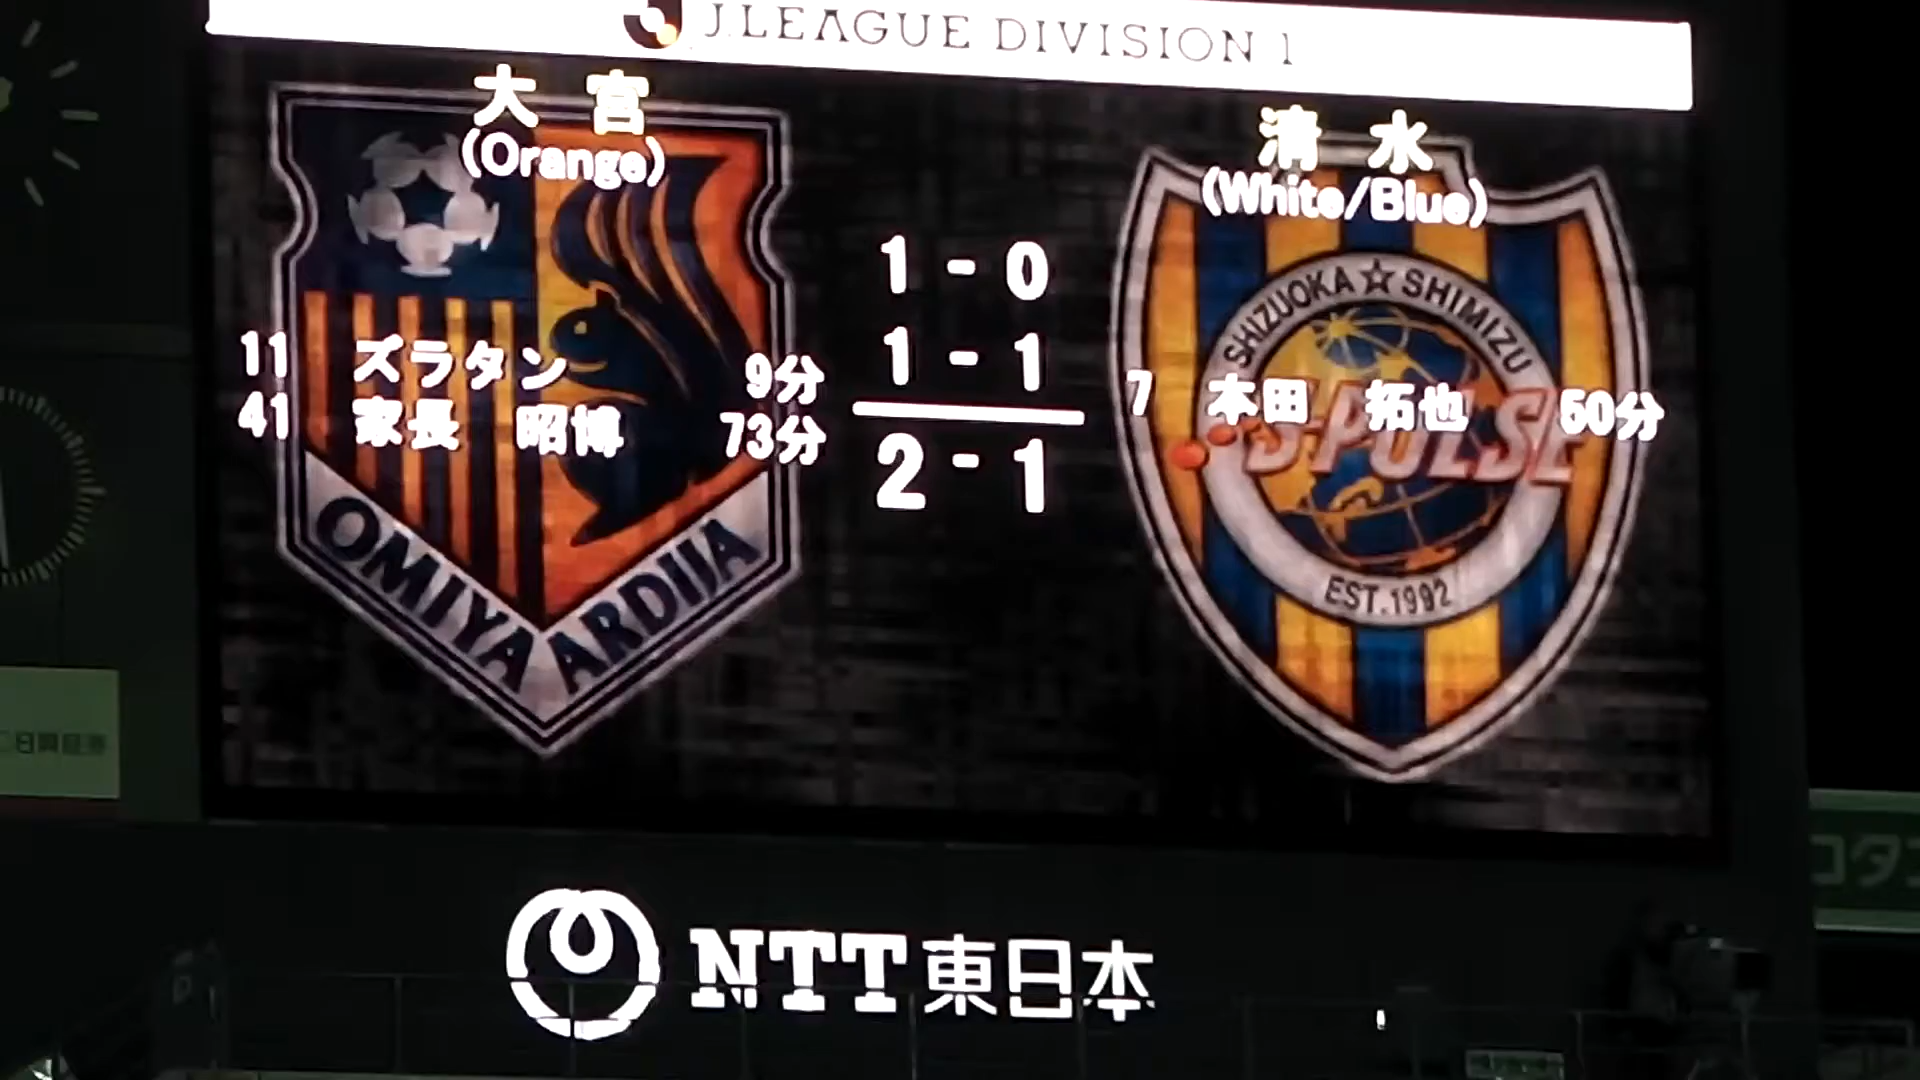 J.LEAGUE DIVISION 1
大宮
(Orange)
清水
(White/Blue)
1 - 0
1 - 1
2 - 1
11 ズラタン 9分
41 家長 昭博 73分
7 本田 拓也 50分
OMIYA ARDIJA
SHIZUOKA☆SHIMIZU
S-PULSE
EST.1992
NTT東日本